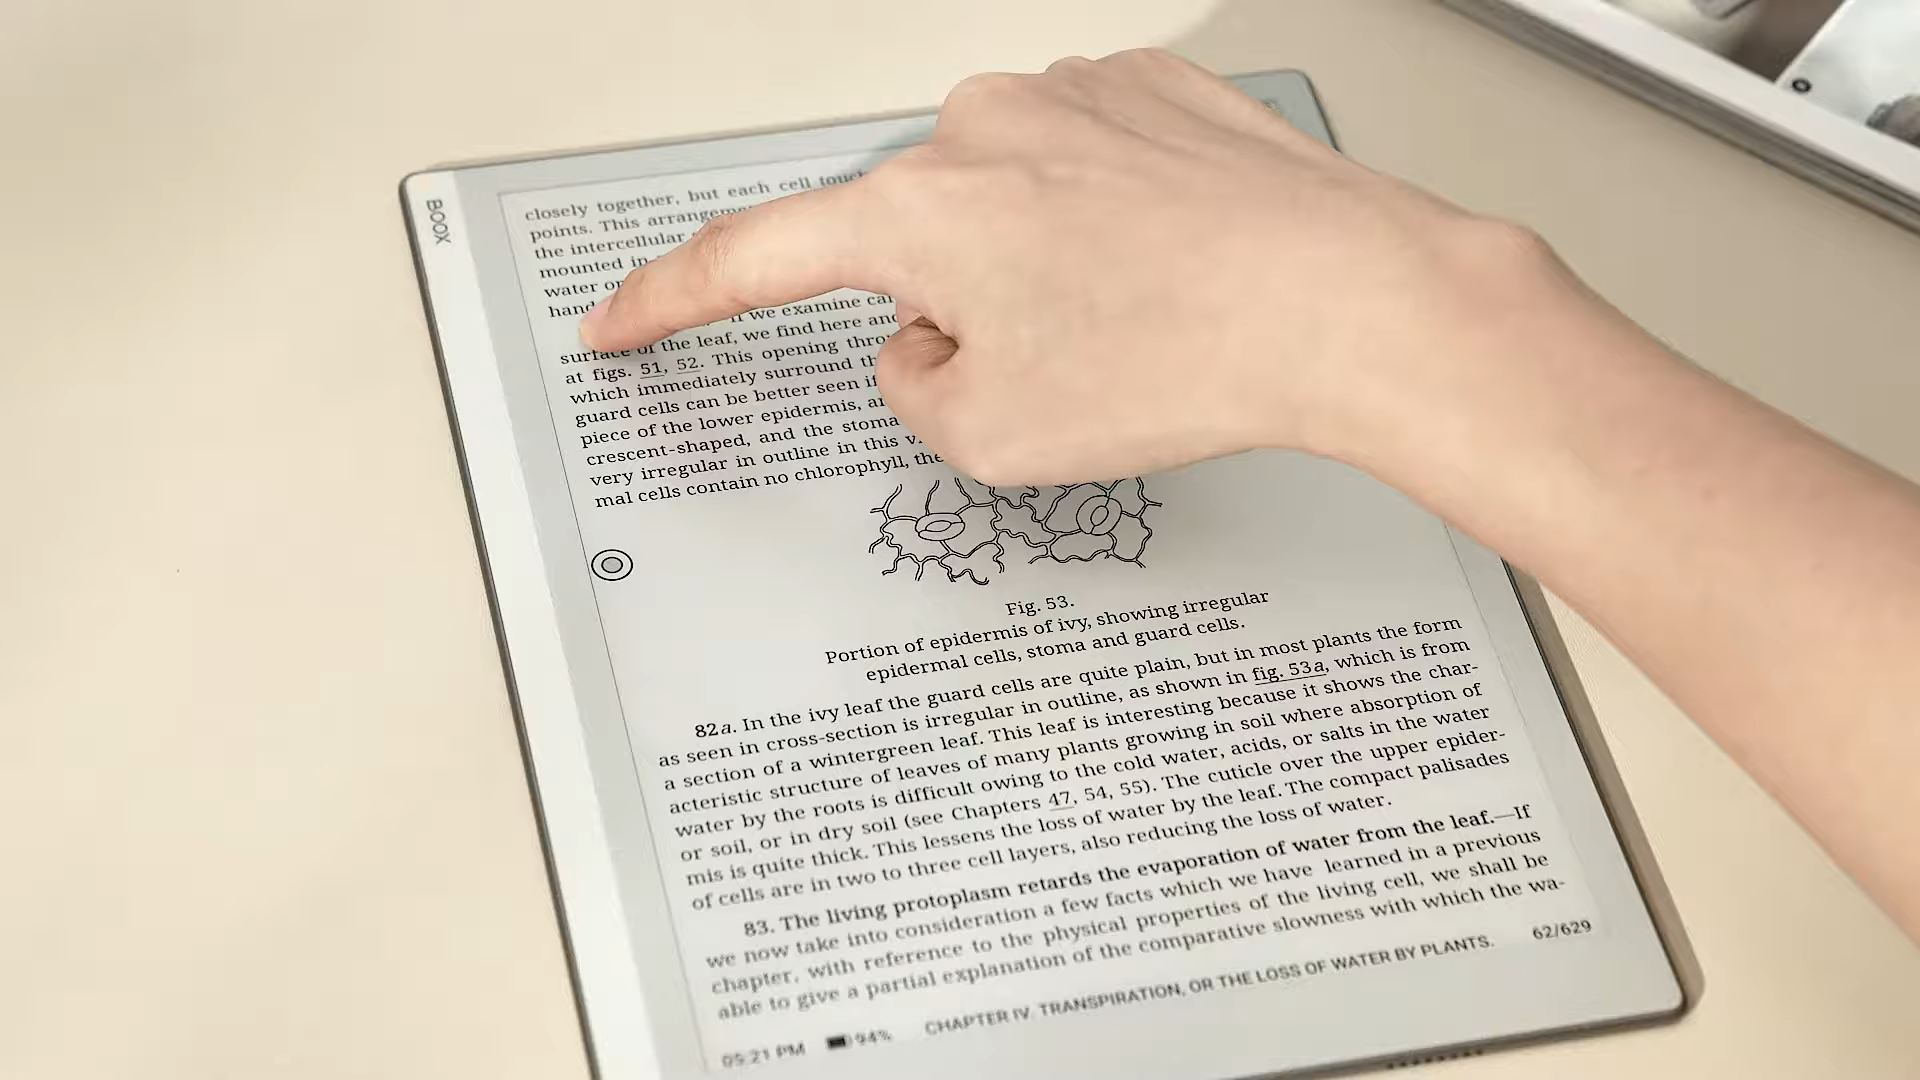 BOOX
closely together, but each cell touch
points. This arrangeme
the intercellular
mounted in
water or
hand
If we examine car
surface of the leaf, we find here and
at figs. 51, 52. This opening throu
which immediately surround th
guard cells can be better seen if
piece of the lower epidermis, an
crescent-shaped, and the stoma
very irregular in outline in this v
mal cells contain no chlorophyll, the
Fig. 53.
Portion of epidermis of ivy, showing irregular
epidermal cells, stoma and guard cells.
82a. In the ivy leaf the guard cells are quite plain, but in most plants the form
as seen in cross-section is irregular in outline, as shown in fig. 53a, which is from
a section of a wintergreen leaf. This leaf is interesting because it shows the char-
acteristic structure of leaves of many plants growing in soil where absorption of
water by the roots is difficult owing to the cold water, acids, or salts in the water
or soil, or in dry soil (see Chapters 47, 54, 55). The cuticle over the upper epider-
mis is quite thick. This lessens the loss of water by the leaf. The compact palisades
of cells are in two to three cell layers, also reducing the loss of water.
83. The living protoplasm retards the evaporation of water from the leaf.—If
we now take into consideration a few facts which we have learned in a previous
chapter, with reference to the physical properties of the living cell, we shall be
able to give a partial explanation of the comparative slowness with which the wa-
05:21 PM 94% CHAPTER IV. TRANSPIRATION, OR THE LOSS OF WATER BY PLANTS. 62/629